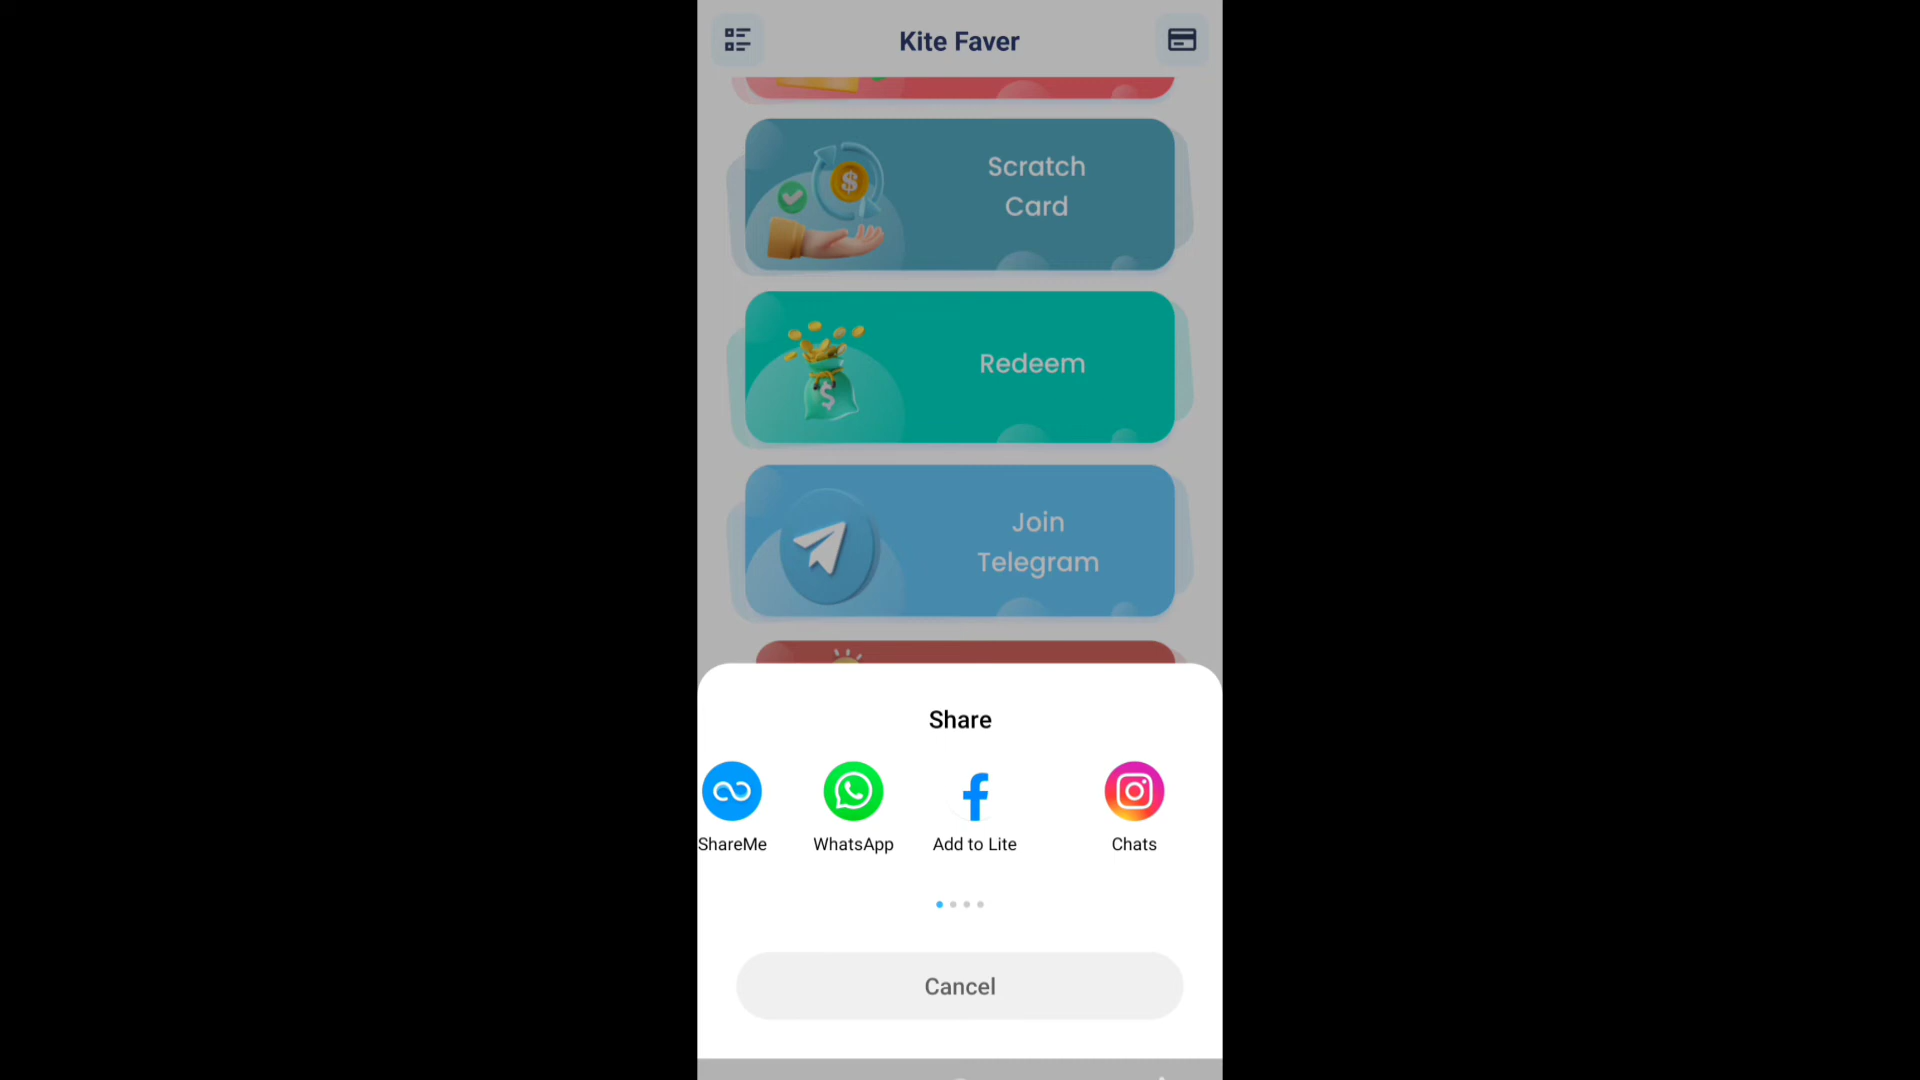 Kite Faver
Scratch
Card
Redeem
Join
Telegram
Share
ShareMe
WhatsApp
Add to Lite
Chats
Cancel